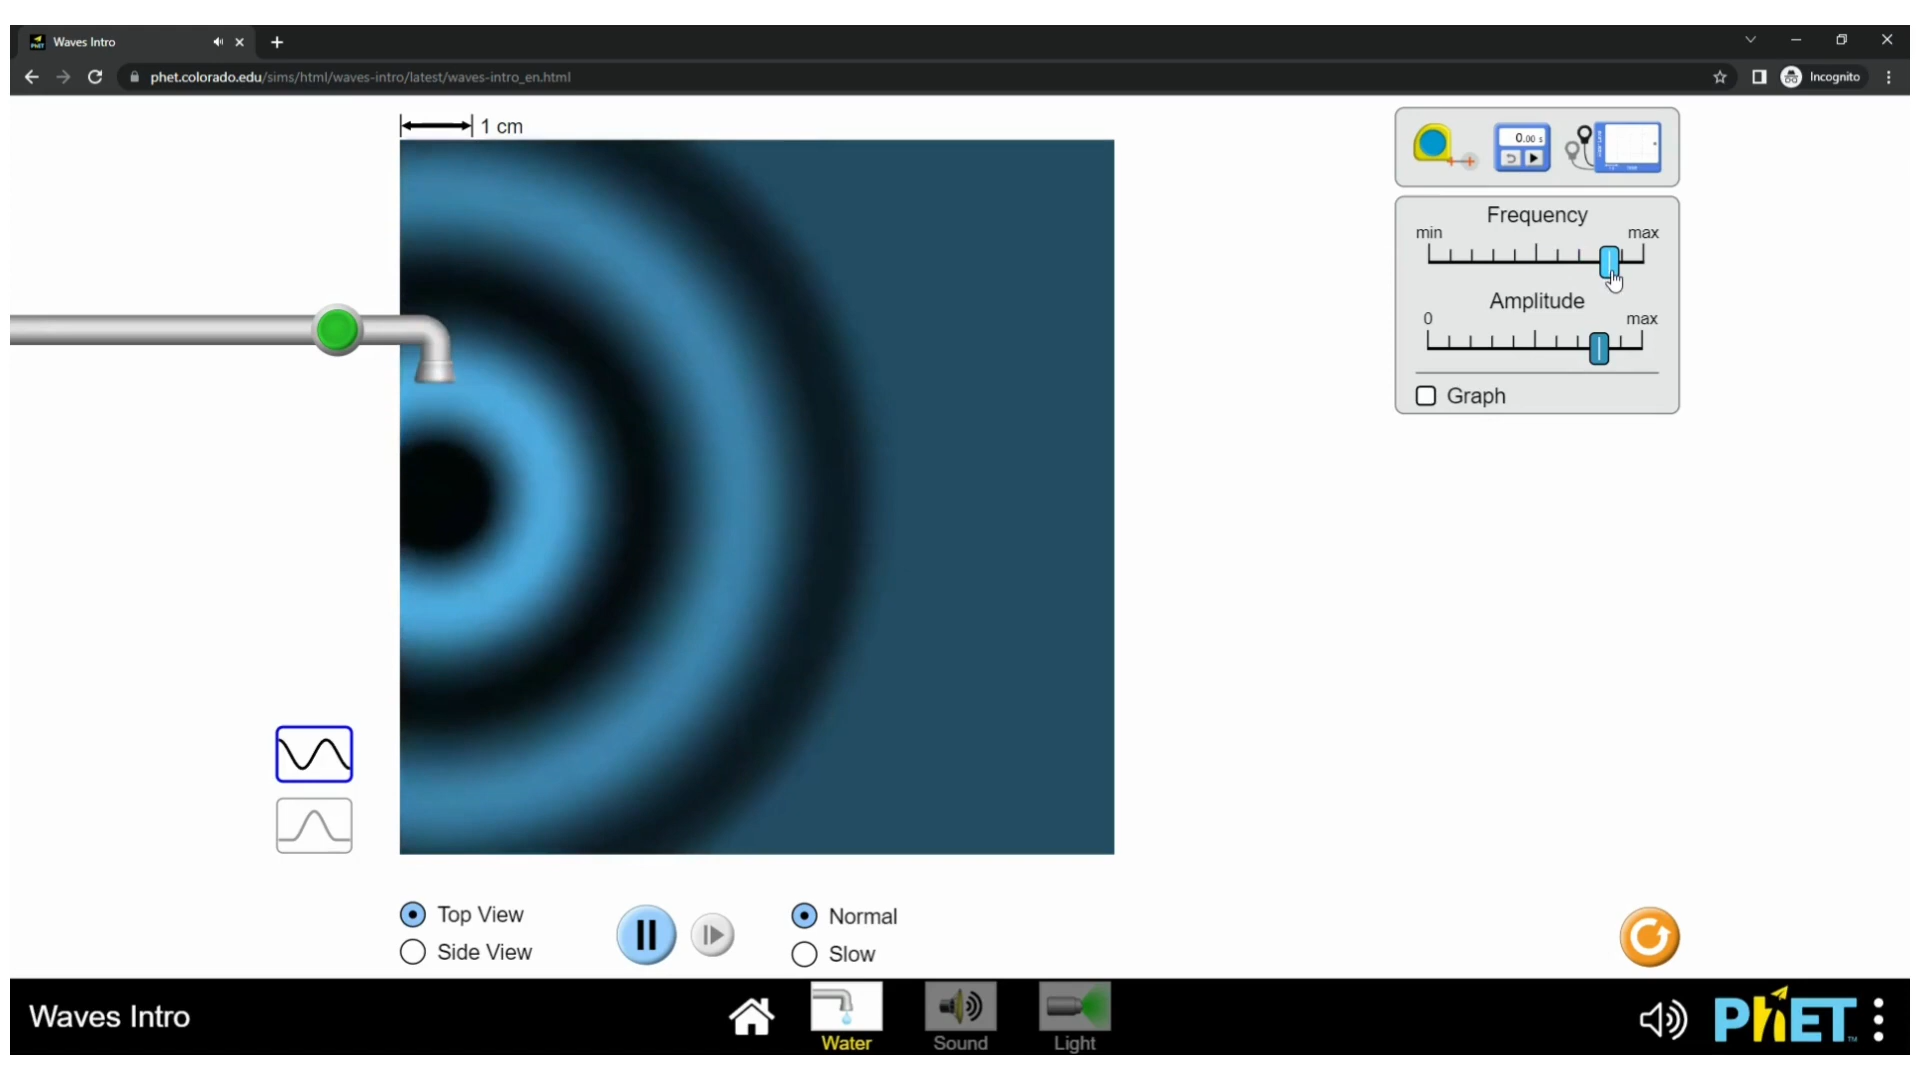 Waves Intro
phet.colorado.edu/sims/html/waves-intro/latest/waves-intro_en.html
Incognito
1 cm
0.00 s
Frequency
min max
Amplitude
0 max
Graph
Top View
Side View
Normal
Slow
Waves Intro
Water
Sound
Light
PhET